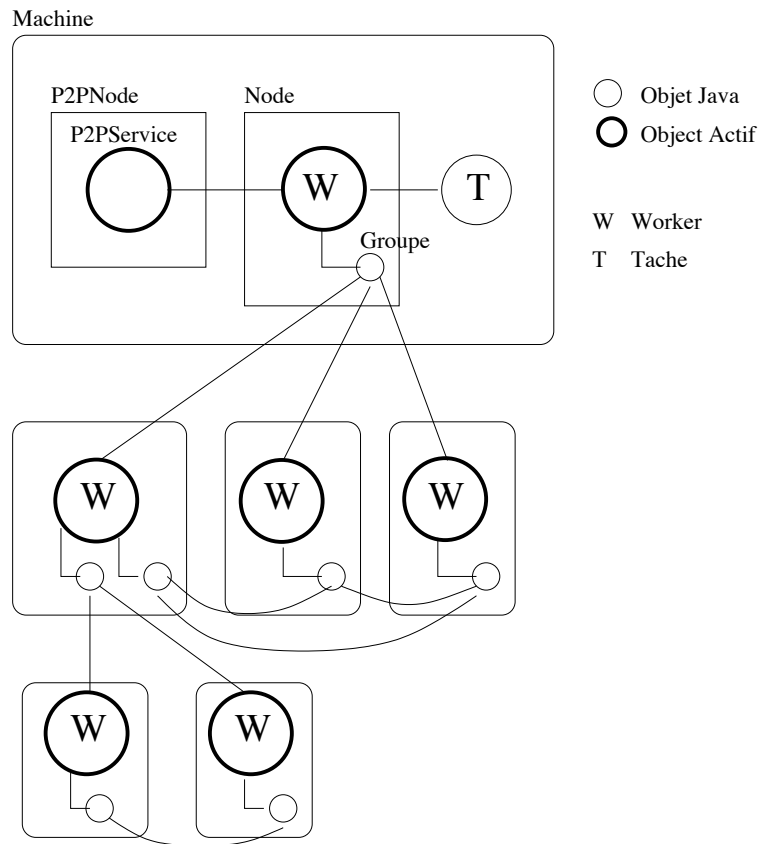 Machine
P2PNode
Node
P2PService
W
T
Groupe
Objet Java
Object Actif
W Worker
T Tache
W
W
W
W
W